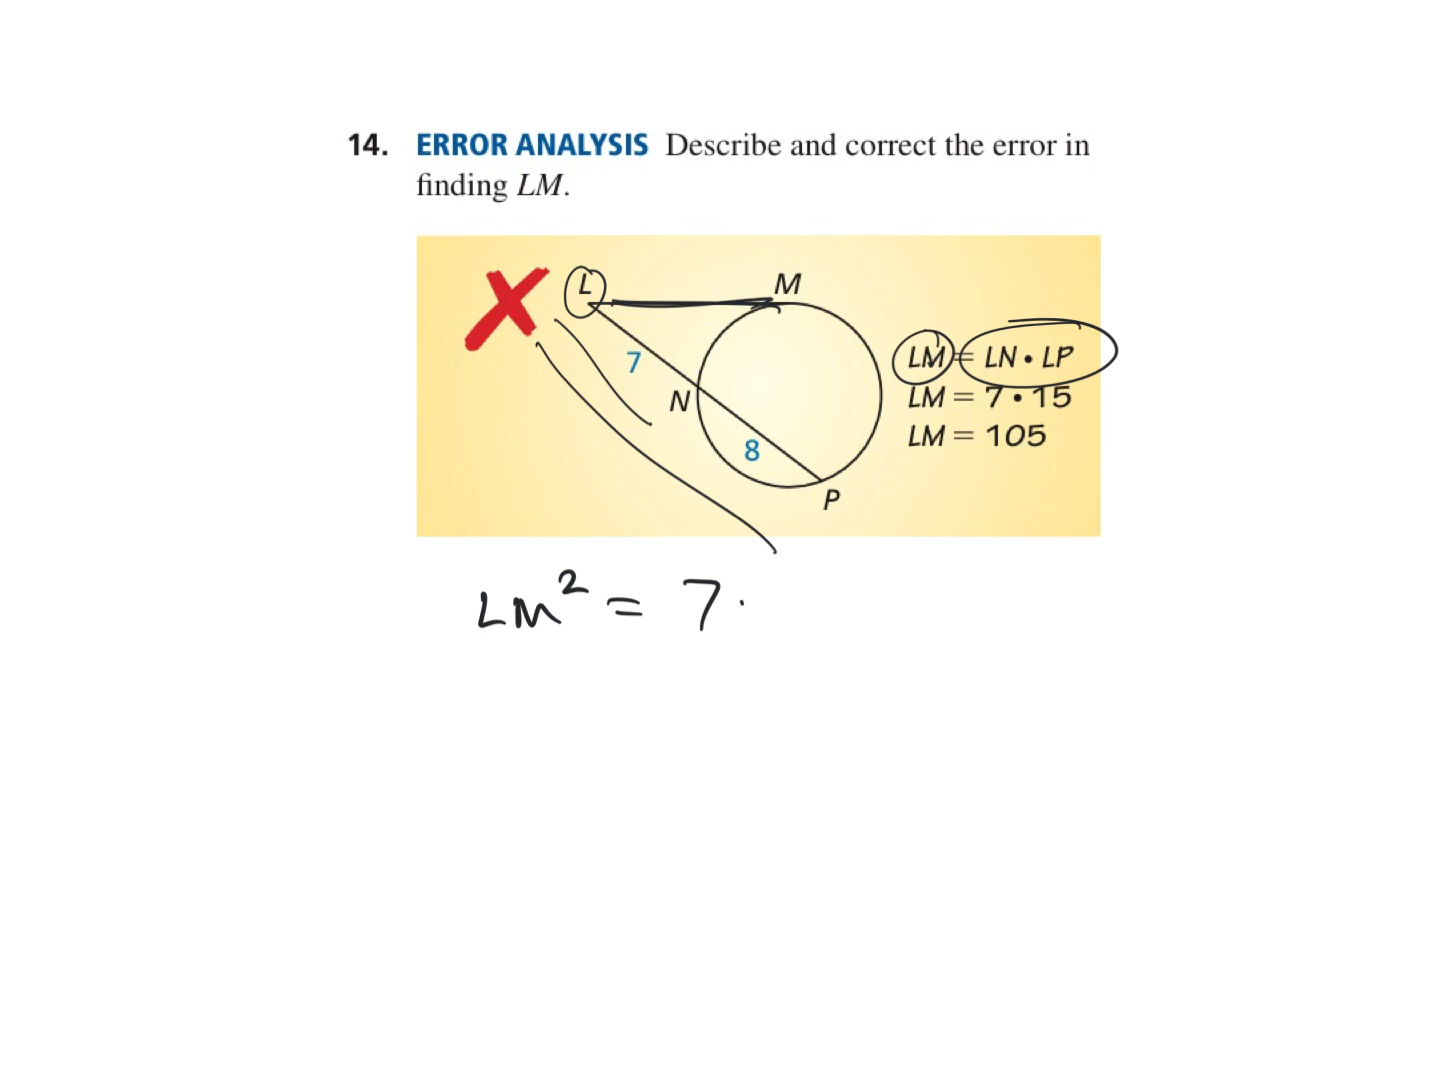 14. ERROR ANALYSIS Describe and correct the error in
finding LM.
L
M
7
N
8
P
LM = LN • LP
LM = 7 • 15
LM = 105
LM² = 7 ·